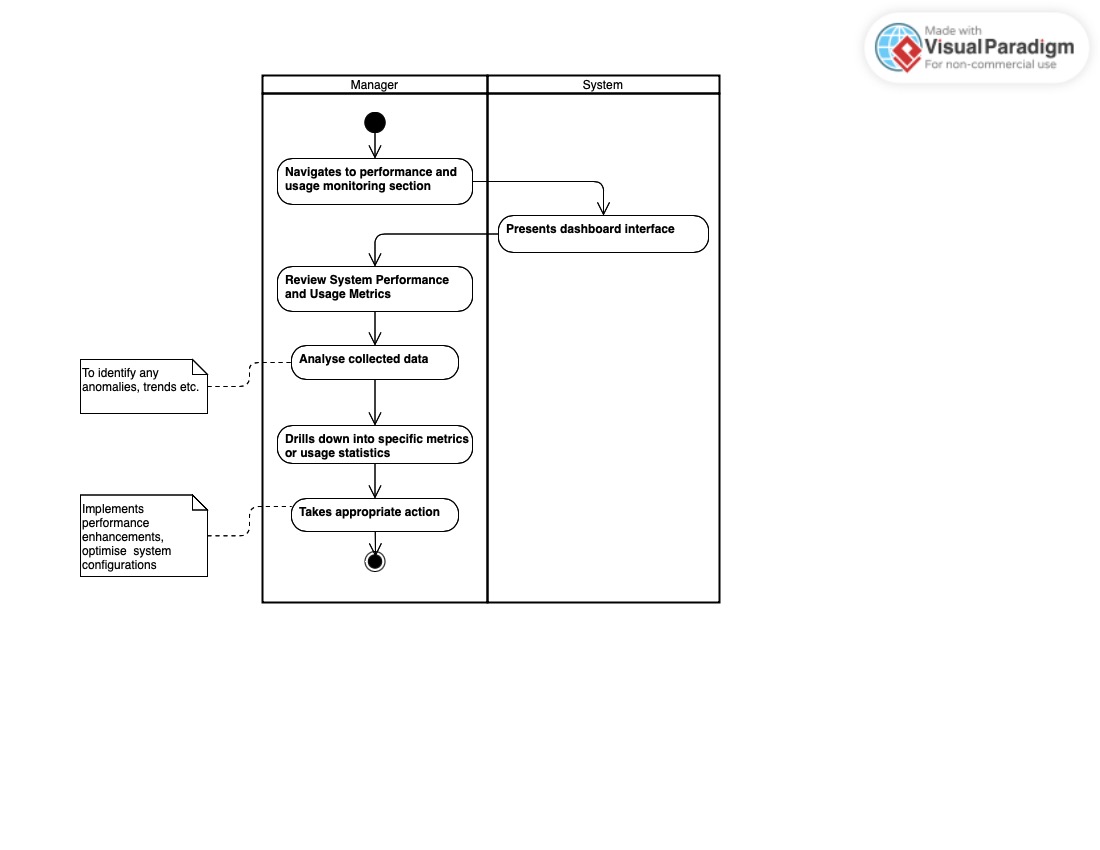 Made with
Visual Paradigm
For non-commercial use
Manager
System
Navigates to performance and
usage monitoring section
Presents dashboard interface
Review System Performance
and Usage Metrics
Analyse collected data
To identify any
anomalies, trends etc.
Drills down into specific metrics
or usage statistics
Takes appropriate action
Implements
performance
enhancements,
optimise system
configurations